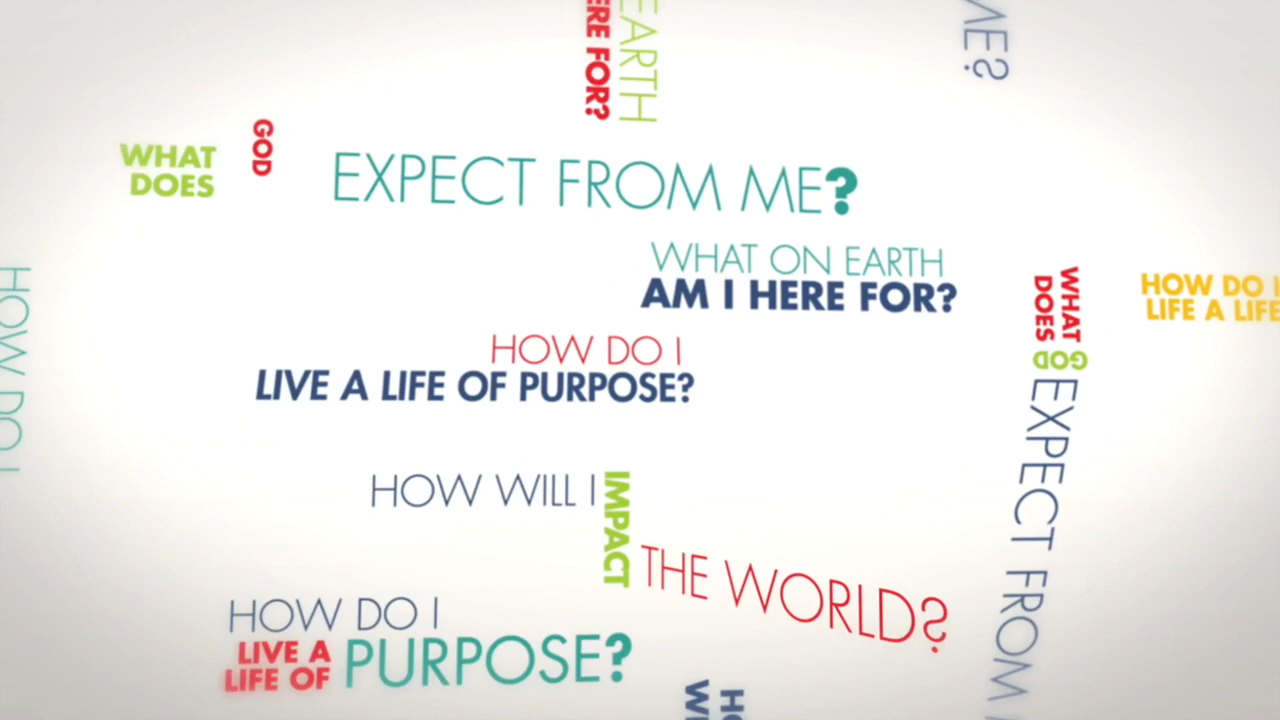 ERE FOR?
EARTH
ME?
WHAT
DOES
GOD
EXPECT FROM ME?
WHAT ON EARTH
AM I HERE FOR?
HOW DO I
HOW DO I
LIVE A LIFE OF PURPOSE?
WHAT
DOES
GOD
EXPECT FROM
HOW DO I
LIFE A LIFE
HOW WILL I
IMPACT
THE WORLD?
HOW DO I
LIVE A
LIFE OF
PURPOSE?